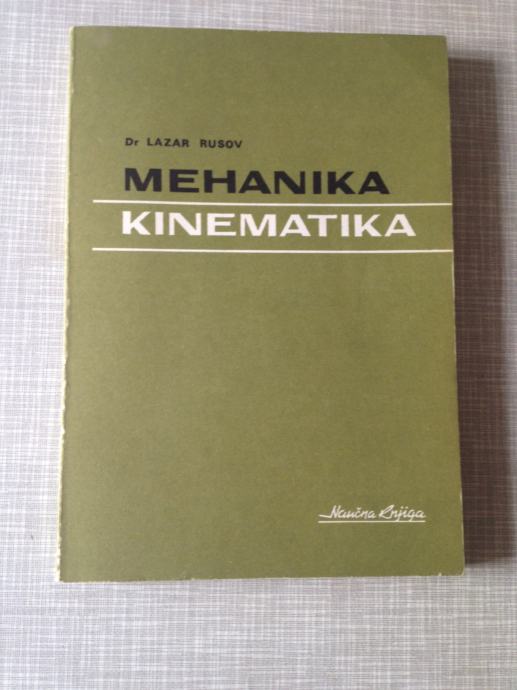 Dr LAZAR RUSOV
MEHANIKA
KINEMATIKA
Naučna Knjiga